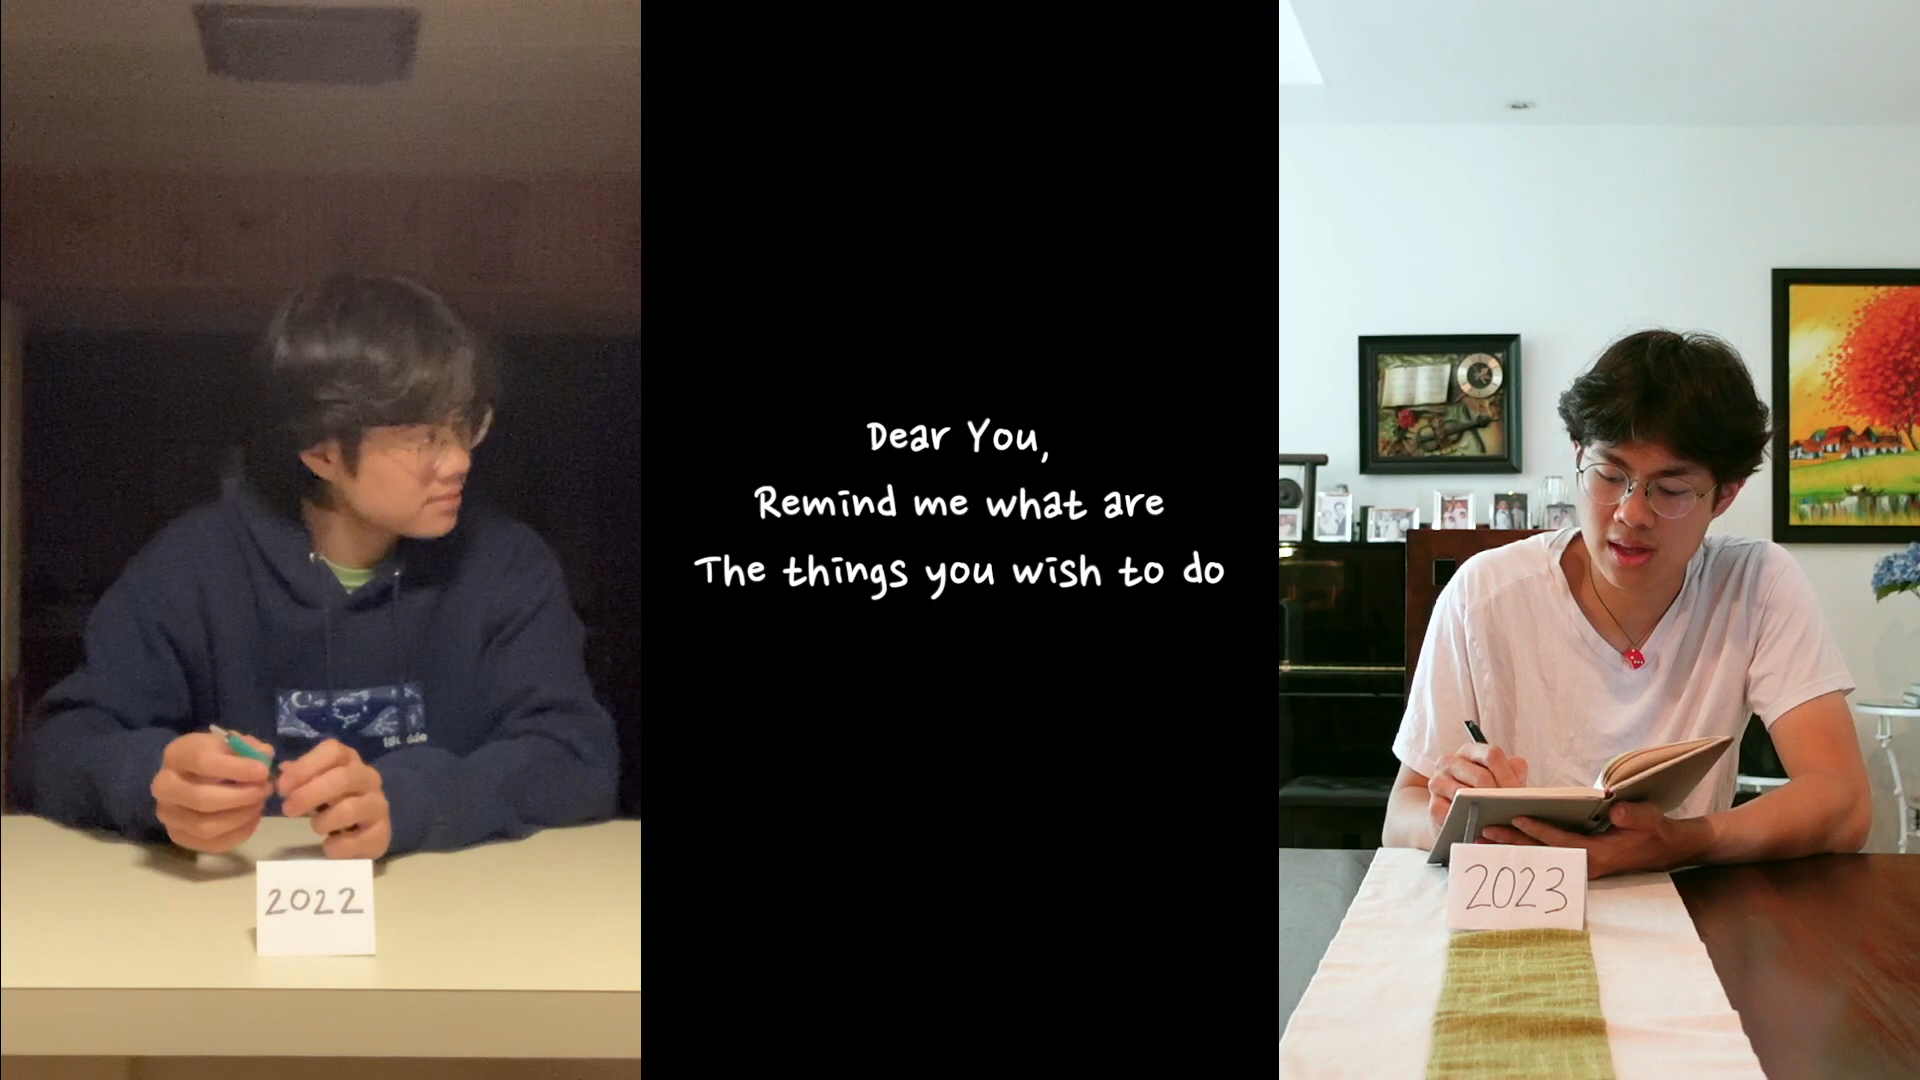 2022
Dear You,
Remind me what are
The things you wish to do
2023